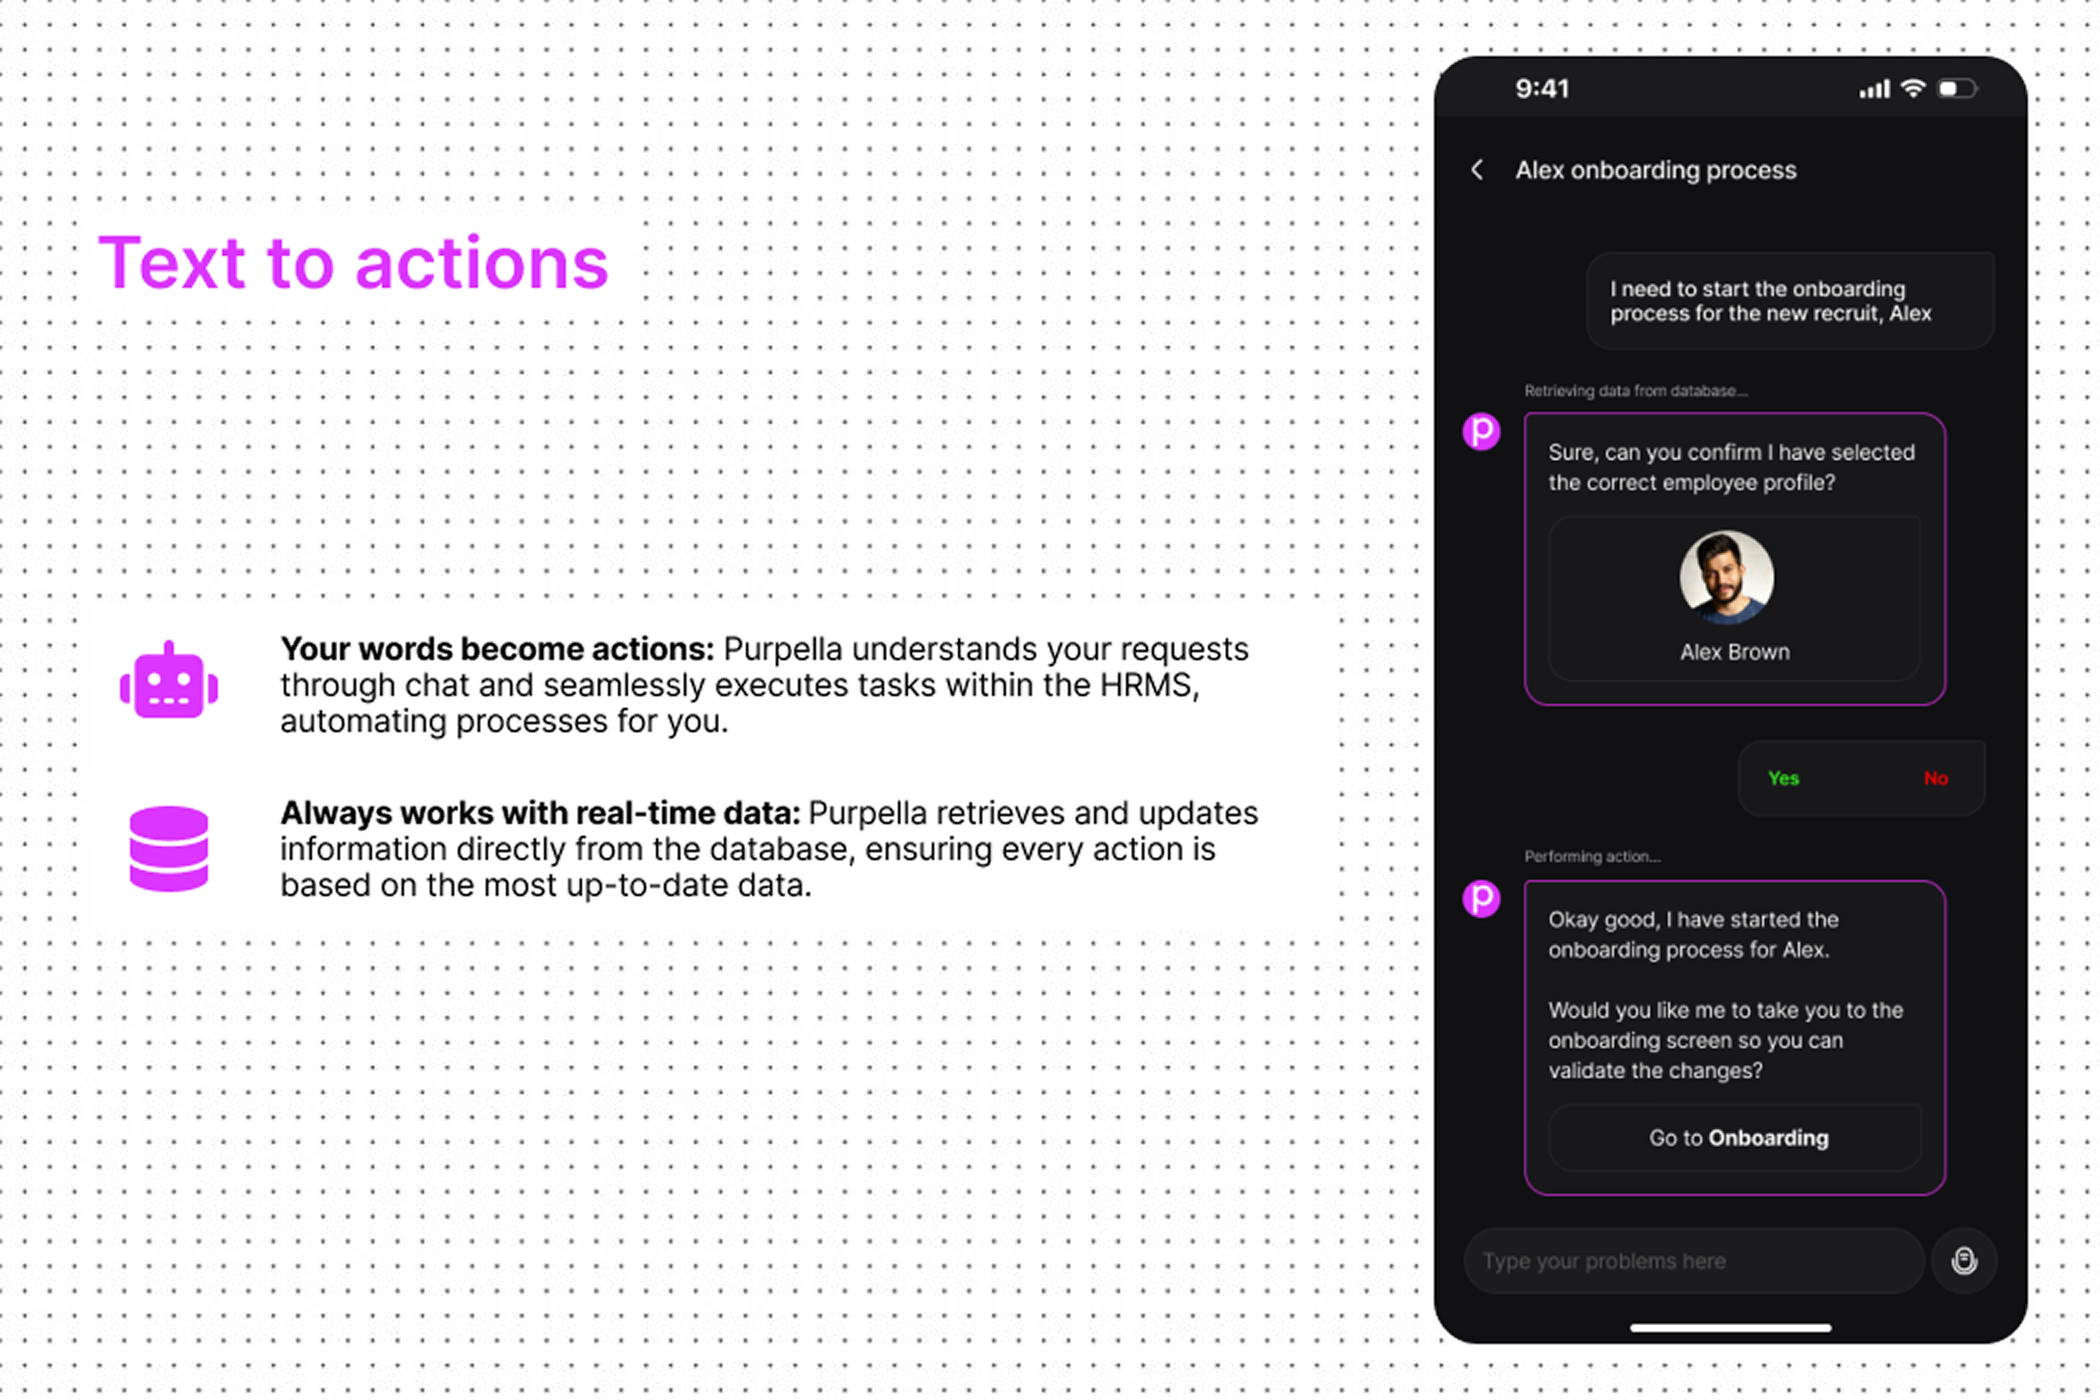 Text to actions
Your words become actions: Purpella understands your requests
through chat and seamlessly executes tasks within the HRMS,
automating processes for you.
Always works with real-time data: Purpella retrieves and updates
information directly from the database, ensuring every action is
based on the most up-to-date data.
9:41
Alex onboarding process
I need to start the onboarding
process for the new recruit, Alex
Retrieving data from database...
p
Sure, can you confirm I have selected
the correct employee profile?
Alex Brown
Yes No
Performing action...
p
Okay good, I have started the
onboarding process for Alex.
Would you like me to take you to the
onboarding screen so you can
validate the changes?
Go to Onboarding
Type your problems here